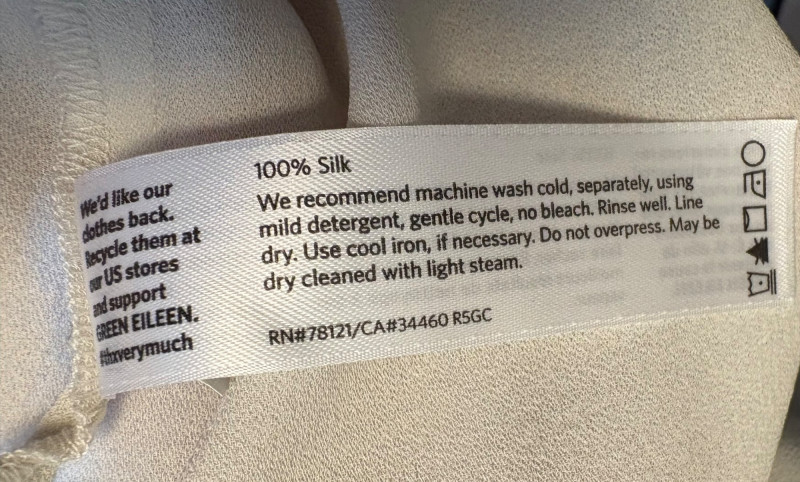 We'd like our
clothes back.
Recycle them at
our US stores
and support
GREEN EILEEN.
#thxverymuch
100% Silk
We recommend machine wash cold, separately, using
mild detergent, gentle cycle, no bleach. Rinse well. Line
dry. Use cool iron, if necessary. Do not overpress. May be
dry cleaned with light steam.
RN#78121/CA#34460 R5GC